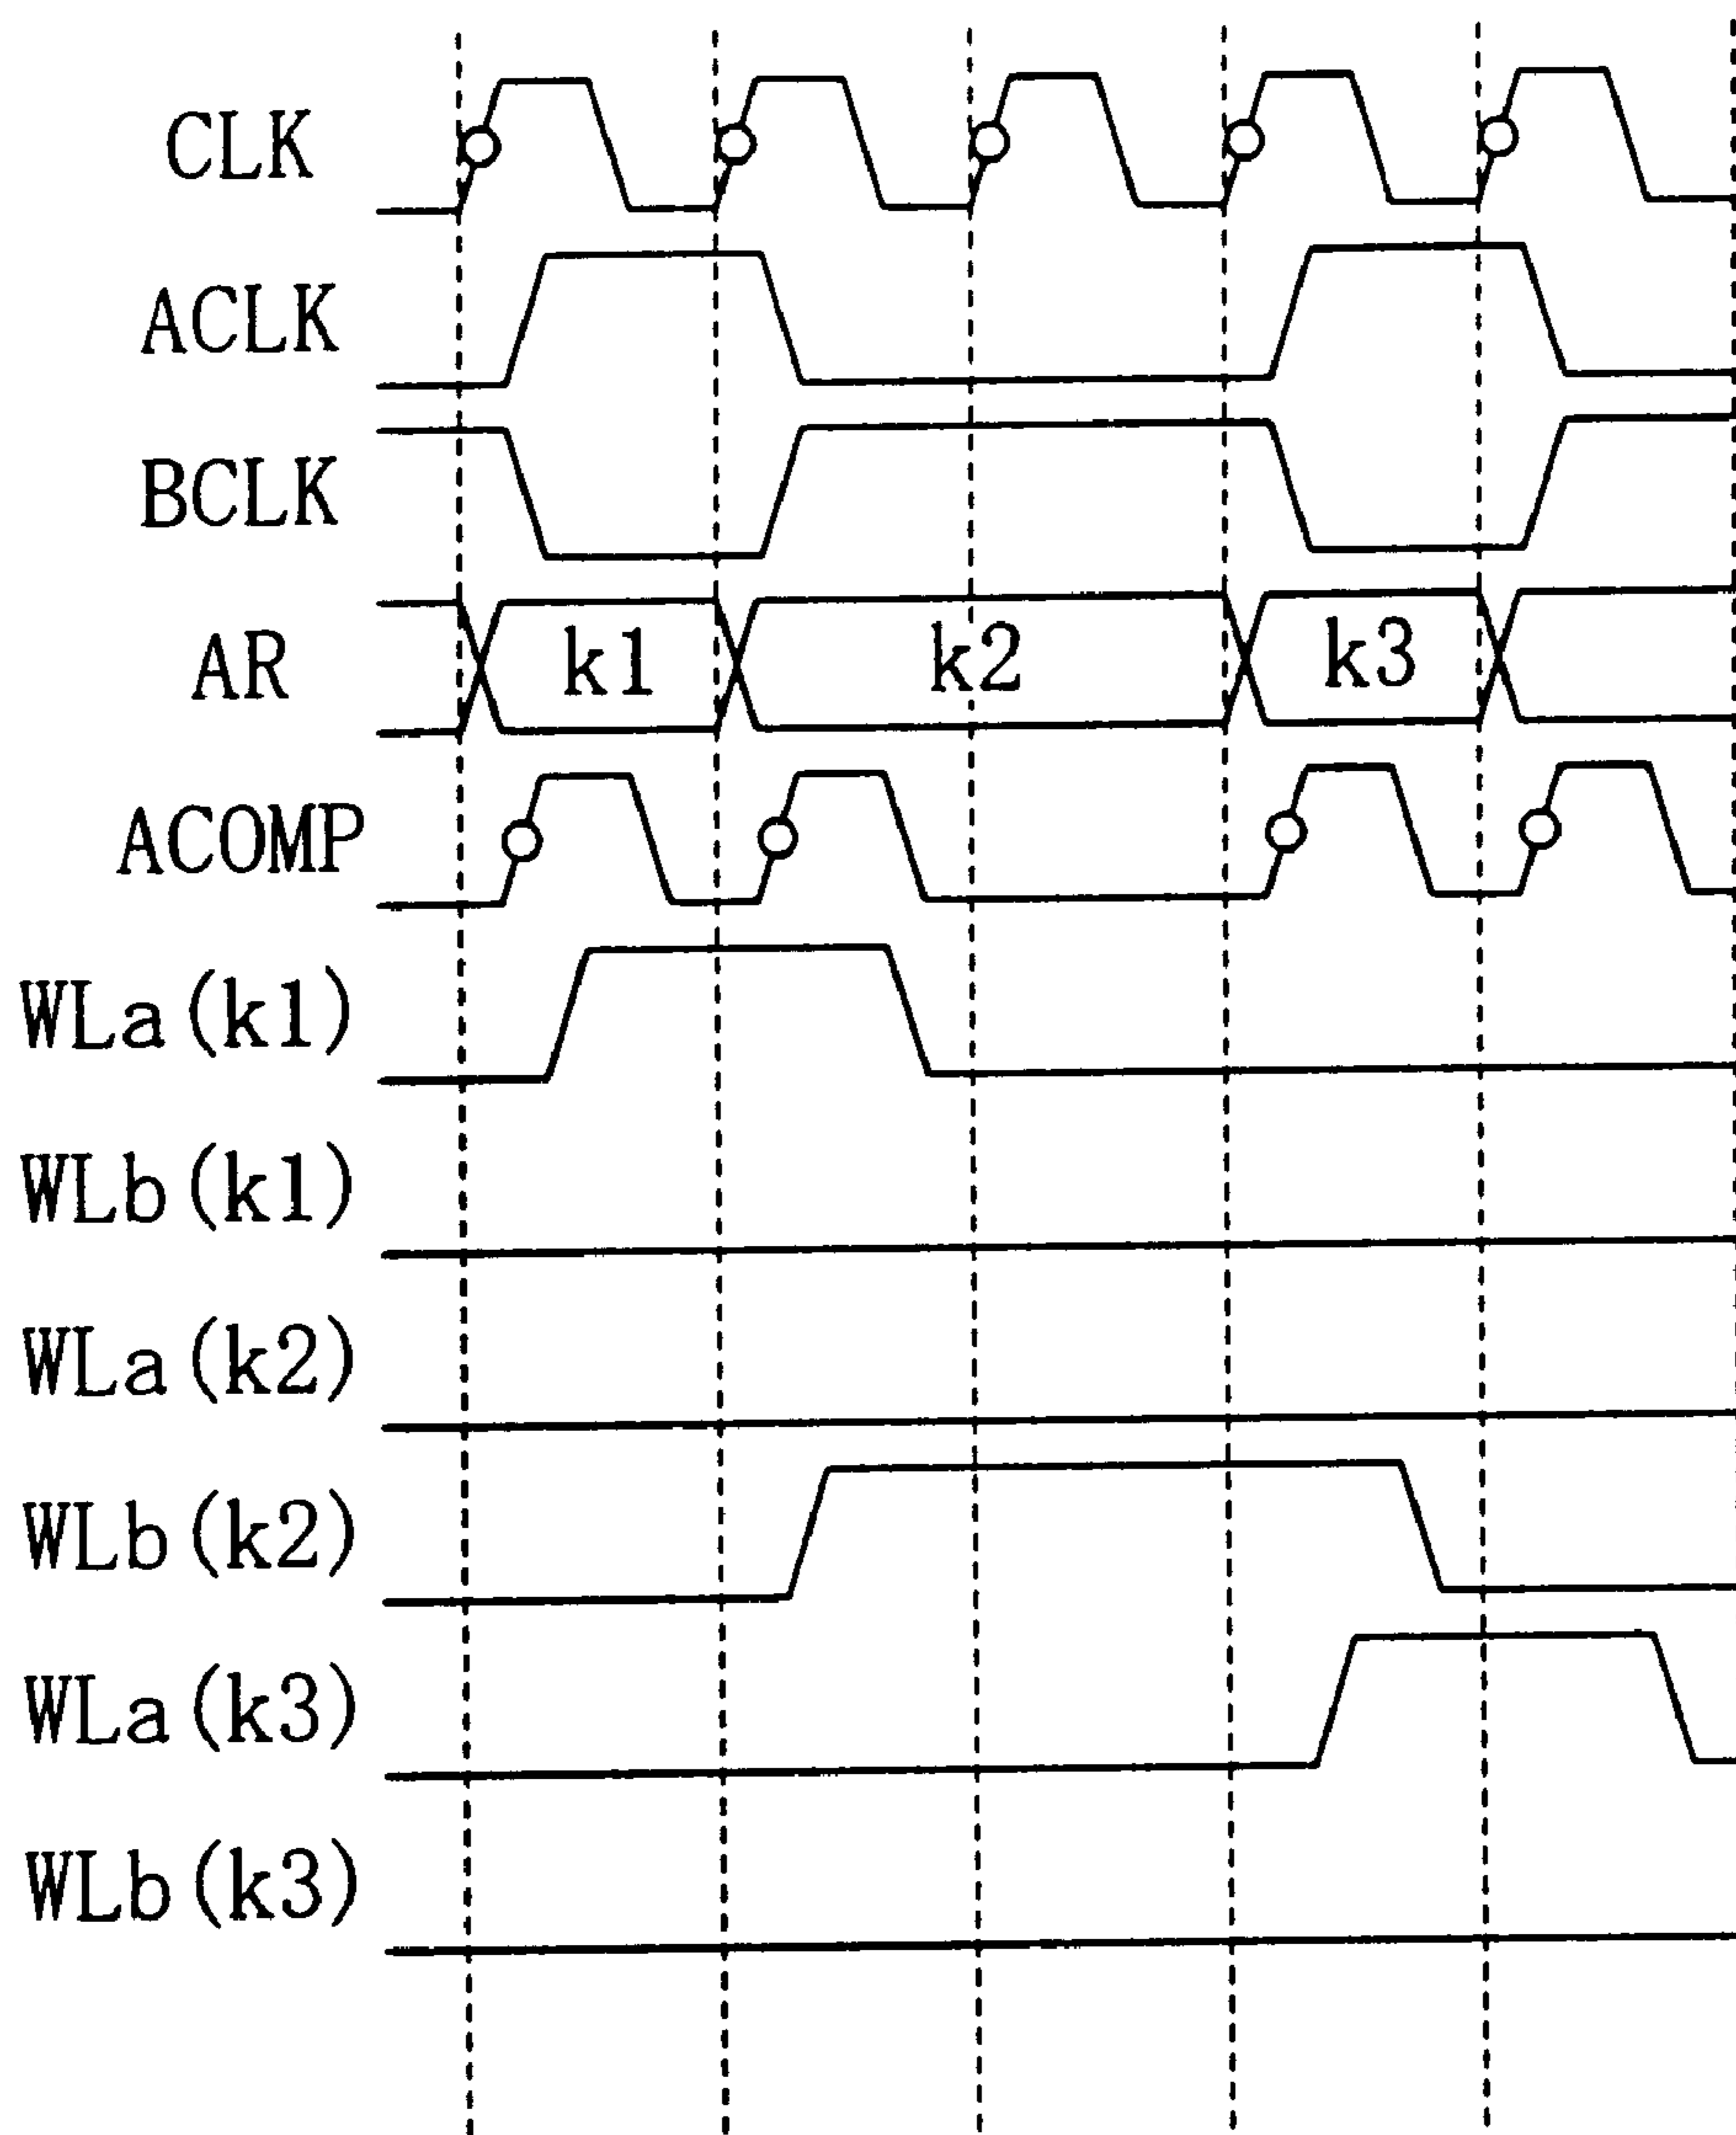 CLK
ACLK
BCLK
AR k1 k2 k3
ACOMP
WLa(k1)
WLb(k1)
WLa(k2)
WLb(k2)
WLa(k3)
WLb(k3)